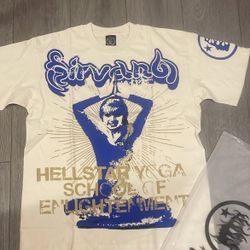 Nirvana
HELLSTAR YOGA
SCHOOL OF
ENLIGHTENMENT